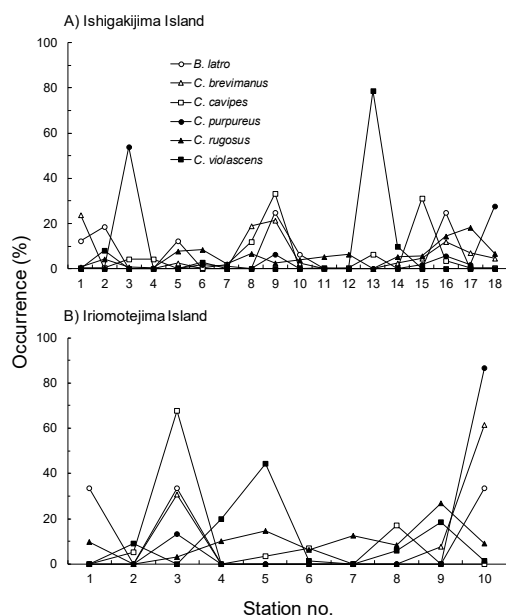 A) Ishigakijima Island
100
80
60
40
20
0
B. latro
C. brevimanus
C. cavipes
C. purpureus
C. rugosus
C. violascens
1 2 3 4 5 6 7 8 9 10 11 12 13 14 15 16 17 18
Occurrence (%)
B) Iriomotejima Island
100
80
60
40
20
0
1 2 3 4 5 6 7 8 9 10
Station no.